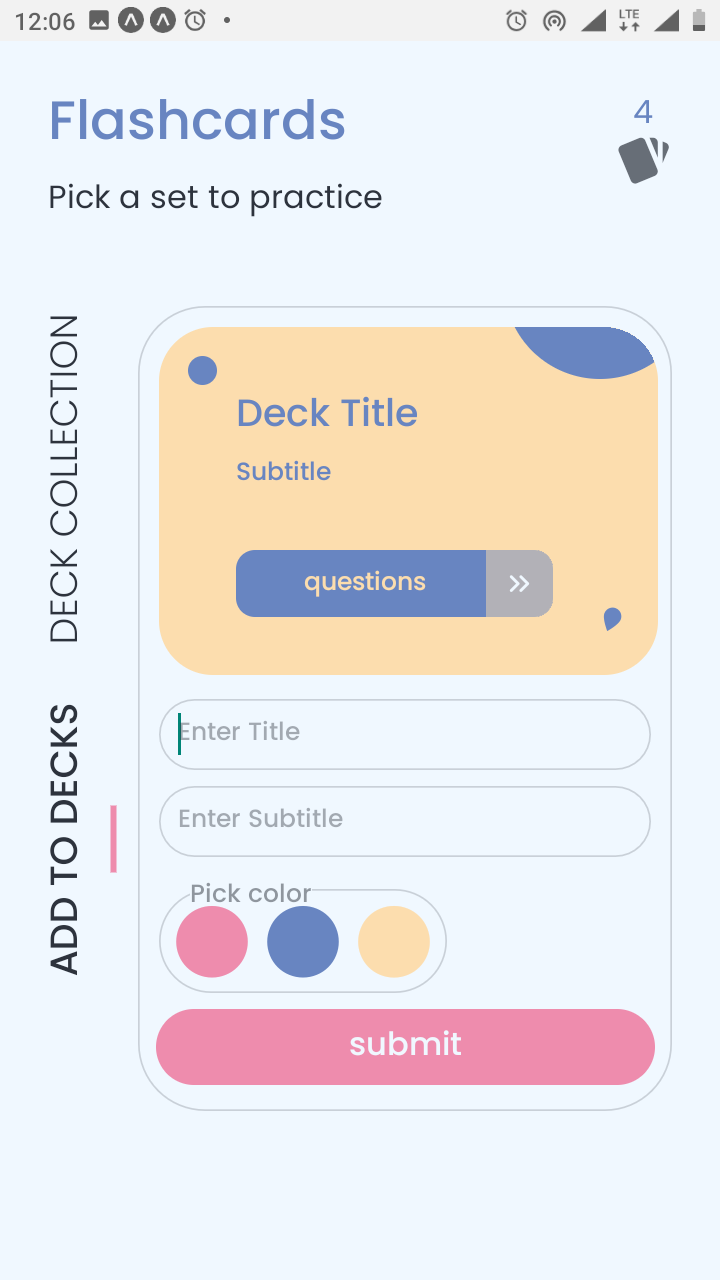 12:06
LTE
Flashcards
4
Pick a set to practice
DECK COLLECTION
ADD TO DECKS
Deck Title
Subtitle
questions
Enter Title
Enter Subtitle
Pick color
submit